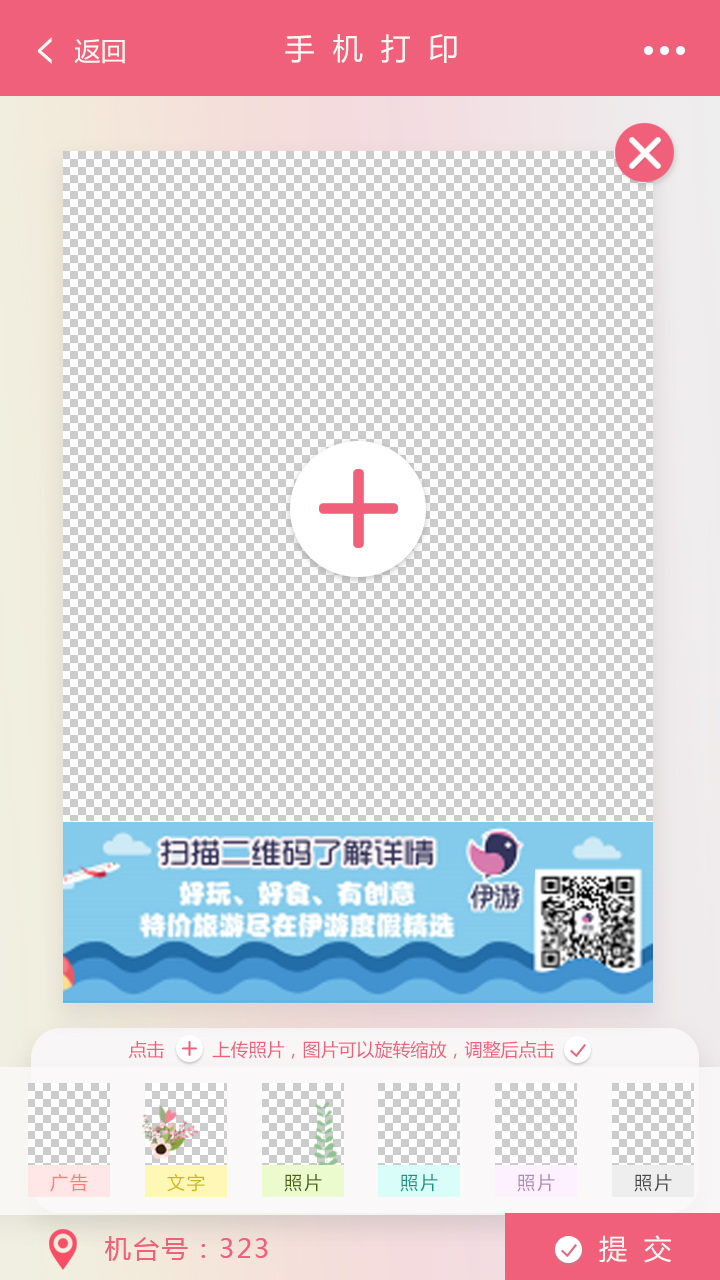 返回
手机打印
扫描二维码了解详情
好玩、好食、有创意
特价旅游尽在伊游度假精选
伊游
点击 上传照片，图片可以旋转缩放，调整后点击
广告
文字
照片
照片
照片
照片
机台号：323
提交